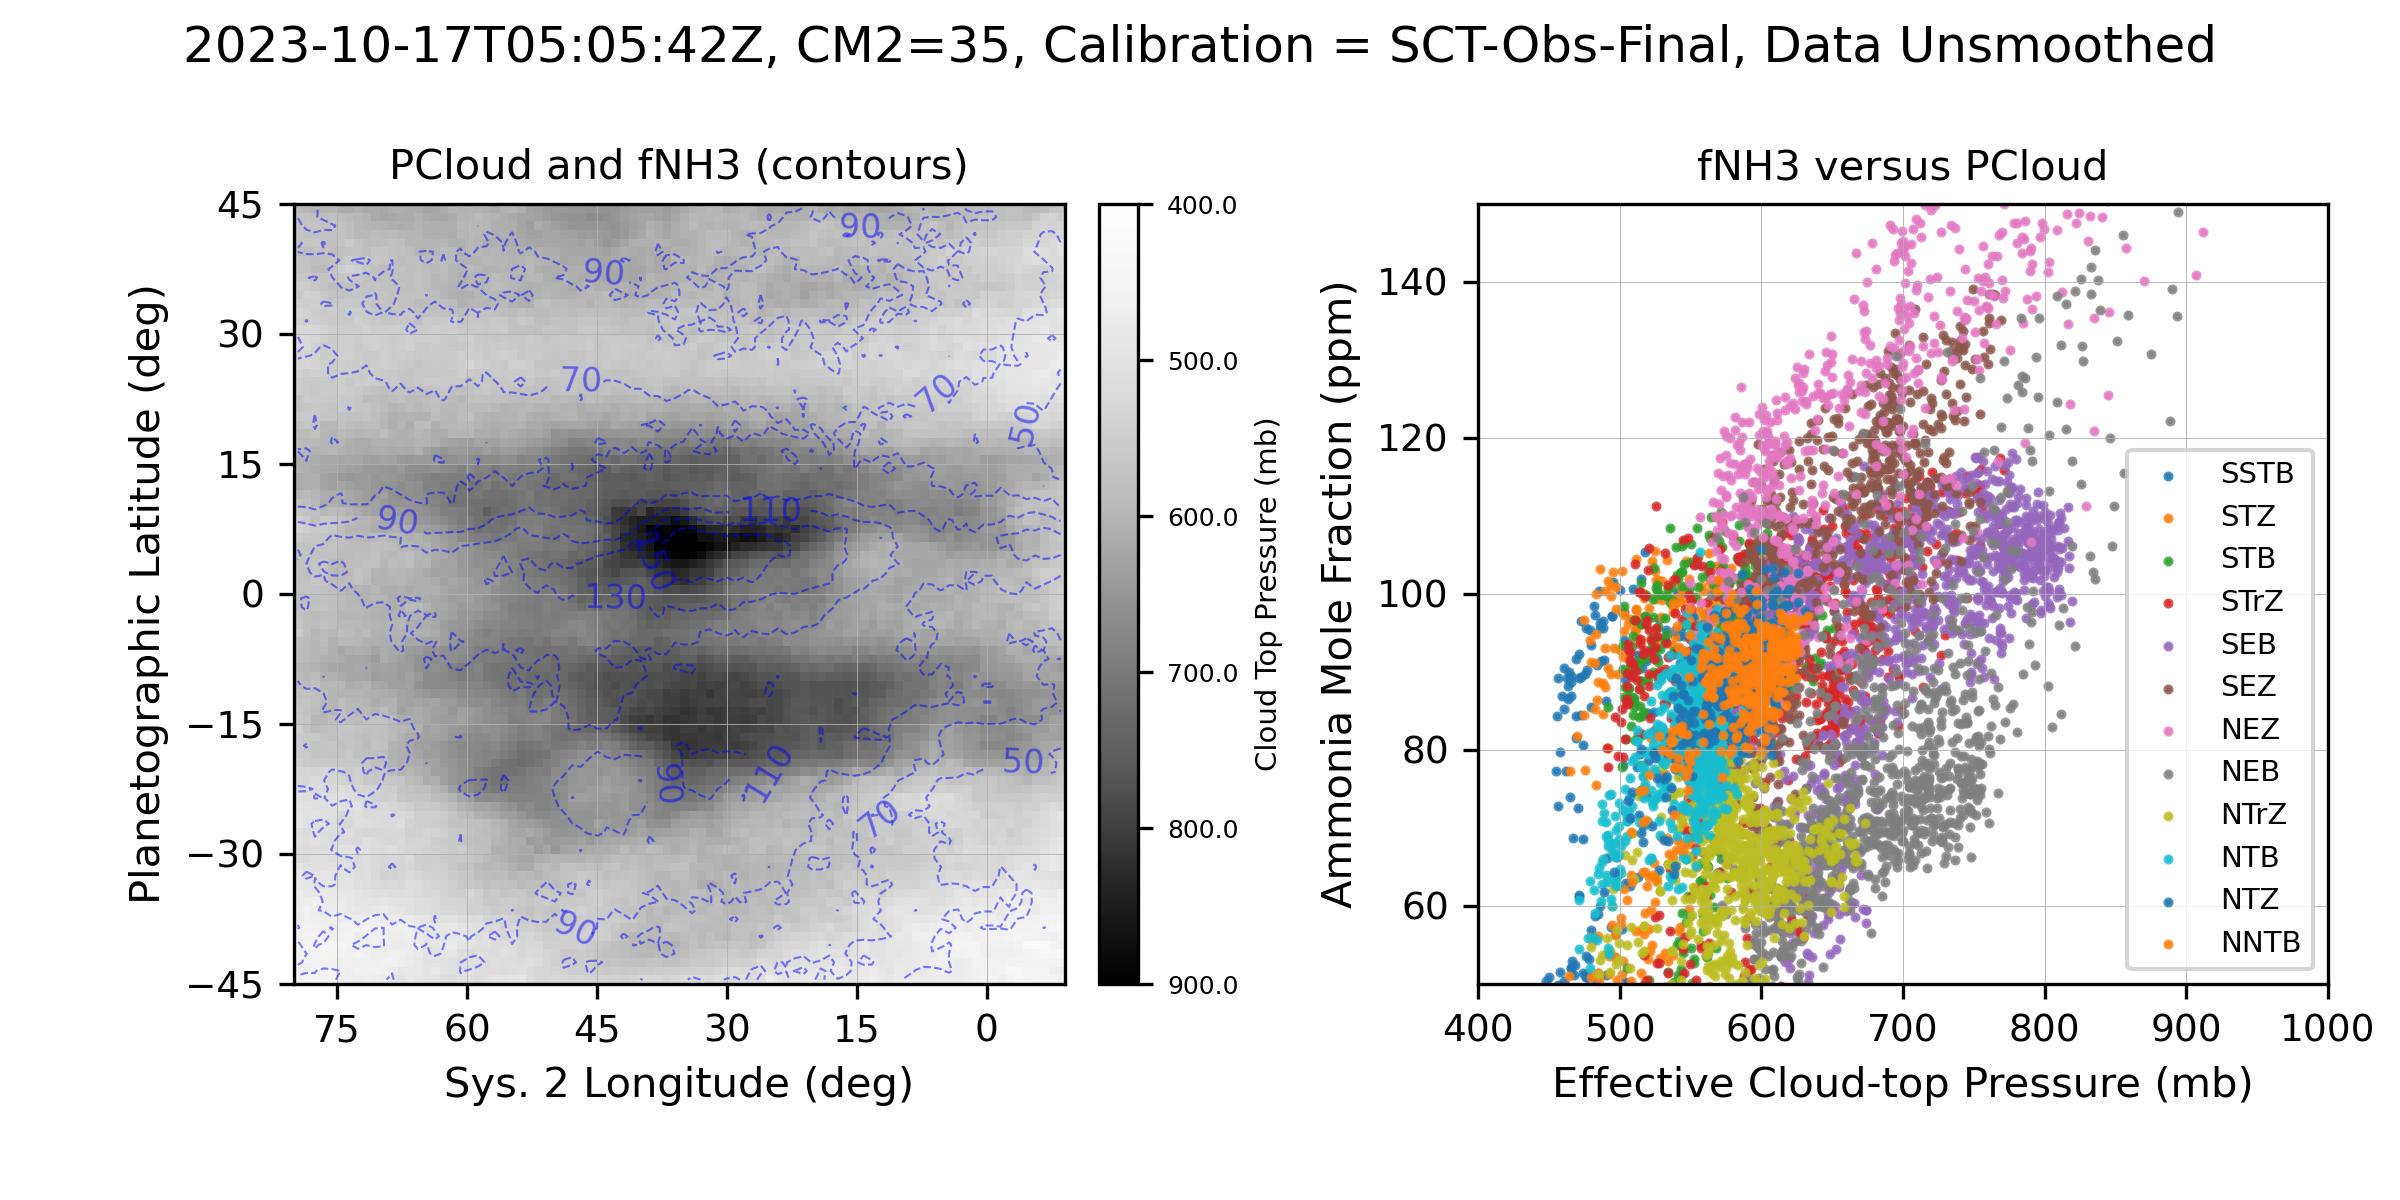 2023-10-17T05:05:42Z, CM2=35, Calibration = SCT-Obs-Final, Data Unsmoothed
PCloud and fNH3 (contours)
Planetographic Latitude (deg)
45
30
15
0
−15
−30
−45
75
60
45
30
15
0
Sys. 2 Longitude (deg)
90
90
70
70
50
110
90
150
130
90
110
50
70
90
400.0
500.0
600.0
700.0
800.0
900.0
Cloud Top Pressure (mb)
fNH3 versus PCloud
Ammonia Mole Fraction (ppm)
140
120
100
80
60
400
500
600
700
800
900
1000
Effective Cloud-top Pressure (mb)
SSTB
STZ
STB
STrZ
SEB
SEZ
NEZ
NEB
NTrZ
NTB
NTZ
NNTB